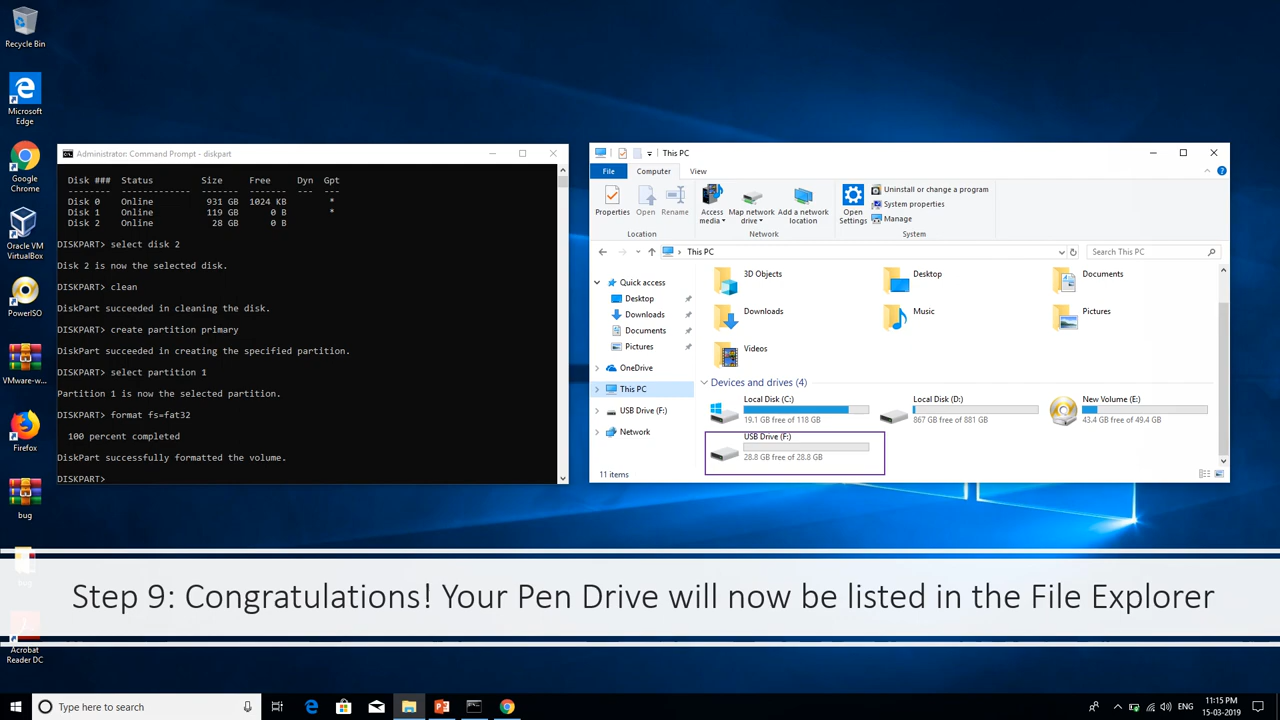 Recycle Bin
Microsoft
Edge
Google
Chrome
Oracle VM
VirtualBox
PowerISO
VMware-w...
Firefox
bug
bug
Acrobat
Reader DC
Administrator: Command Prompt - diskpart
Disk ### Status Size Free Dyn Gpt
-------- ------------- ------- ------- --- ---
Disk 0 Online 931 GB 1024 KB *
Disk 1 Online 119 GB 0 B *
Disk 2 Online 28 GB 0 B
DISKPART> select disk 2
Disk 2 is now the selected disk.
DISKPART> clean
DiskPart succeeded in cleaning the disk.
DISKPART> create partition primary
DiskPart succeeded in creating the specified partition.
DISKPART> select partition 1
Partition 1 is now the selected partition.
DISKPART> format fs=fat32
100 percent completed
DiskPart successfully formatted the volume.
DISKPART>
This PC
File Computer View
Properties Open Rename
Access media Map network drive Add a network location
Open Settings
Uninstall or change a program
System properties
Manage
Location Network System
This PC
Search This PC
Quick access
Desktop
Downloads
Documents
Pictures
OneDrive
This PC
USB Drive (F:)
Network
3D Objects Desktop Documents
Downloads Music Pictures
Videos
Devices and drives (4)
Local Disk (C:)
19.1 GB free of 118 GB
Local Disk (D:)
867 GB free of 881 GB
New Volume (E:)
43.4 GB free of 49.4 GB
USB Drive (F:)
28.8 GB free of 28.8 GB
11 items
Step 9: Congratulations! Your Pen Drive will now be listed in the File Explorer
Type here to search
ENG
11:15 PM
15-03-2019